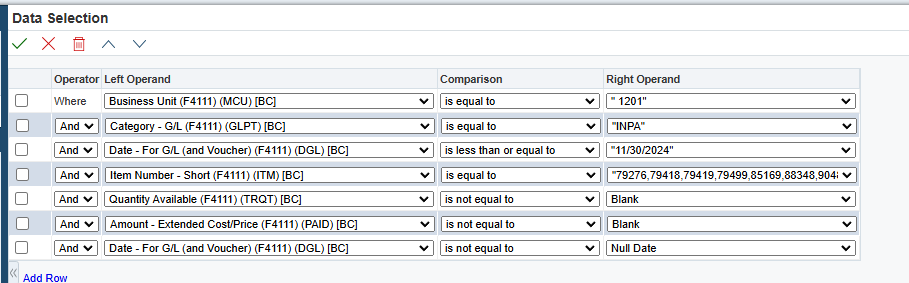 Data Selection
Operator Left Operand Comparison Right Operand
Where Business Unit (F4111) (MCU) [BC] is equal to " 1201"
And Category - G/L (F4111) (GLPT) [BC] is equal to "INPA"
And Date - For G/L (and Voucher) (F4111) (DGL) [BC] is less than or equal to "11/30/2024"
And Item Number - Short (F4111) (ITM) [BC] is equal to "79276,79418,79419,79499,85169,88348,904
And Quantity Available (F4111) (TRQT) [BC] is not equal to Blank
And Amount - Extended Cost/Price (F4111) (PAID) [BC] is not equal to Blank
And Date - For G/L (and Voucher) (F4111) (DGL) [BC] is not equal to Null Date
Add Row